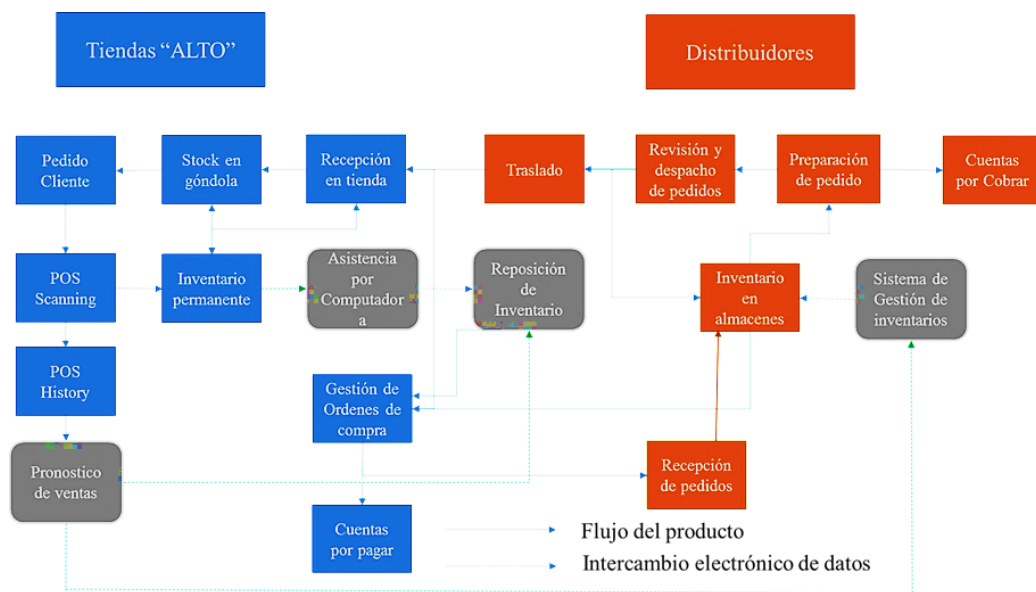 Tiendas “ALTO”
Distribuidores
Pedido
Cliente
Stock en
góndola
Recepción
en tienda
Traslado
Revisión y
despacho
de pedidos
Preparación
de pedido
Cuentas
por Cobrar
POS
Scanning
Inventario
permanente
Asistencia
por
Computador
a
Reposición
de
Inventario
Inventario
en
almacenes
Sistema de
Gestión de
inventarios
POS
History
Gestión de
Ordenes de
compra
Pronostico
de ventas
Recepción
de pedidos
Cuentas
por pagar
Flujo del producto
Intercambio electrónico de datos